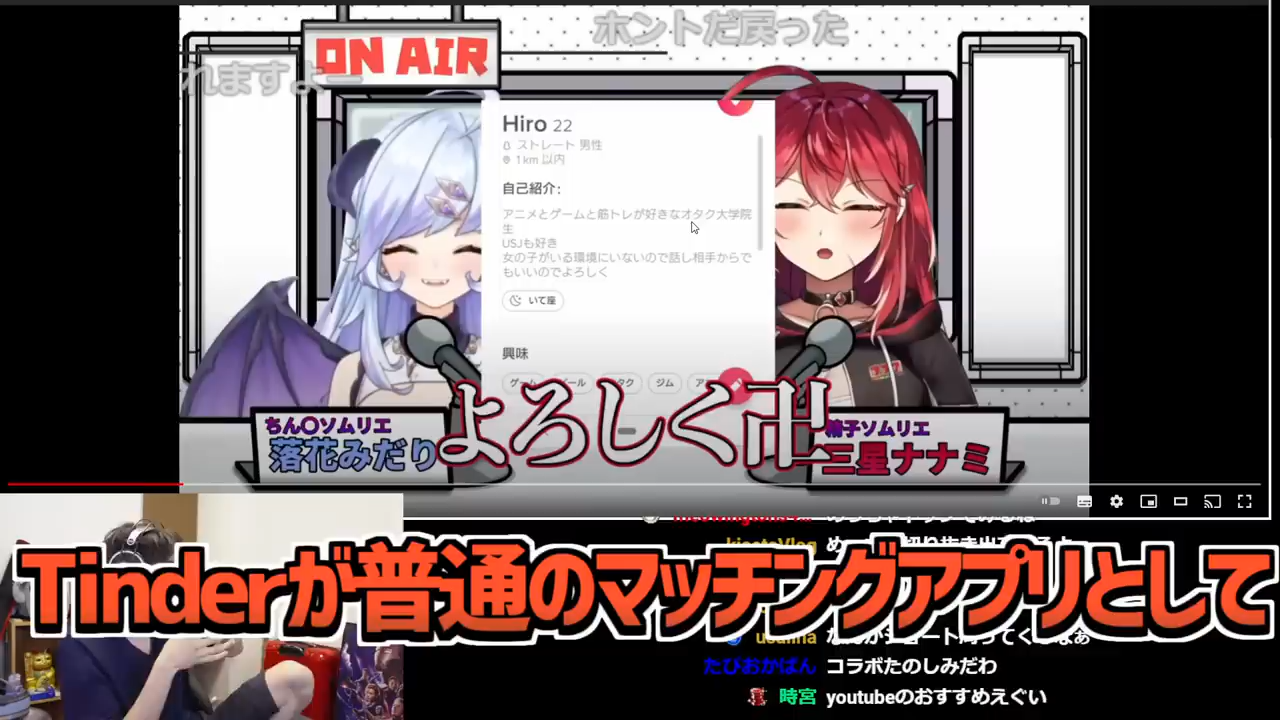 ホントだ戻った
れますよー
ON AIR
Hiro 22
ストレート 男性
1km 以内
自己紹介:
アニメとゲームと筋トレが好きなオタク大学院
生
USJも好き
女の子がいる環境にいないので話し相手からで
もいいのでよろしく
いて座
興味
ジム
よろしく卍
ちん〇ソムリエ
落花みだり
精子ソムリエ
三星ナナミ
Tinderが普通のマッチングアプリとして
たぴおかぱん コラボたのしみだわ
時宮 youtubeのおすすめえぐい